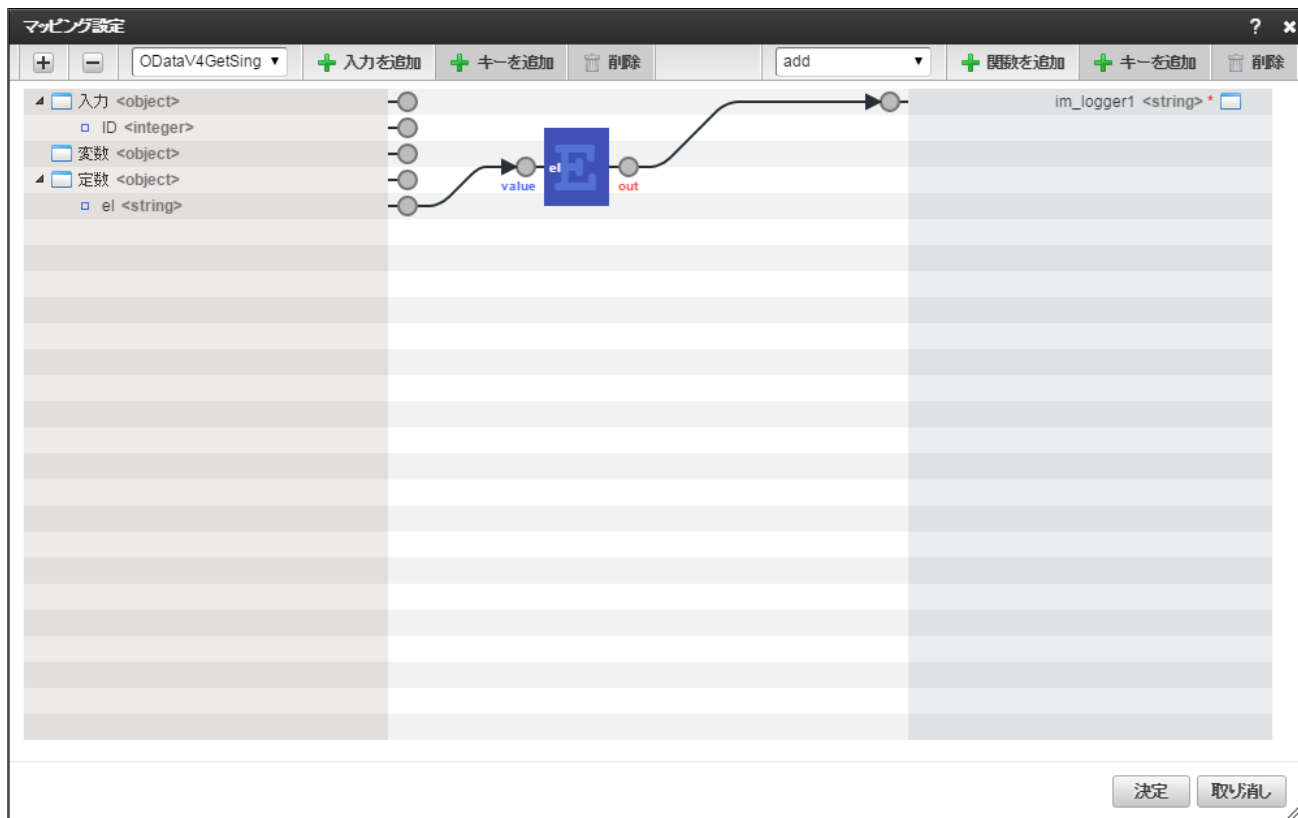 マッピング設定 ?
ODataV4GetSing 入力を追加 キーを追加 削除 add 関数を追加 キーを追加 削除
入力 <object> im_logger1 <string> *
ID <integer>
変数 <object>
el E
定数 <object> value out
el <string>
決定 取り消し